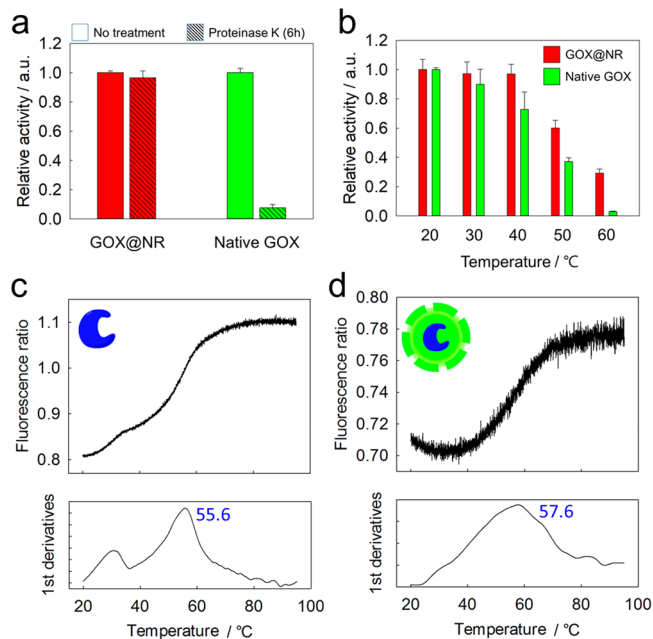 a
No treatment
Proteinase K (6h)
1.2
1.0
0.8
0.6
0.4
0.2
0.0
Relative activity / a.u.
GOX@NR
Native GOX
b
1.2
1.0
0.8
0.6
0.4
0.2
0.0
Relative activity / a.u.
GOX@NR
Native GOX
20 30 40 50 60
Temperature / ℃
c
1.1
1.0
0.9
0.8
Fluorescence ratio
55.6
1st derivatives
20 40 60 80 100
Temperature / ℃
d
0.80
0.78
0.76
0.74
0.72
0.70
Fluorescence ratio
57.6
1st derivatives
20 40 60 80 100
Temperature / ℃